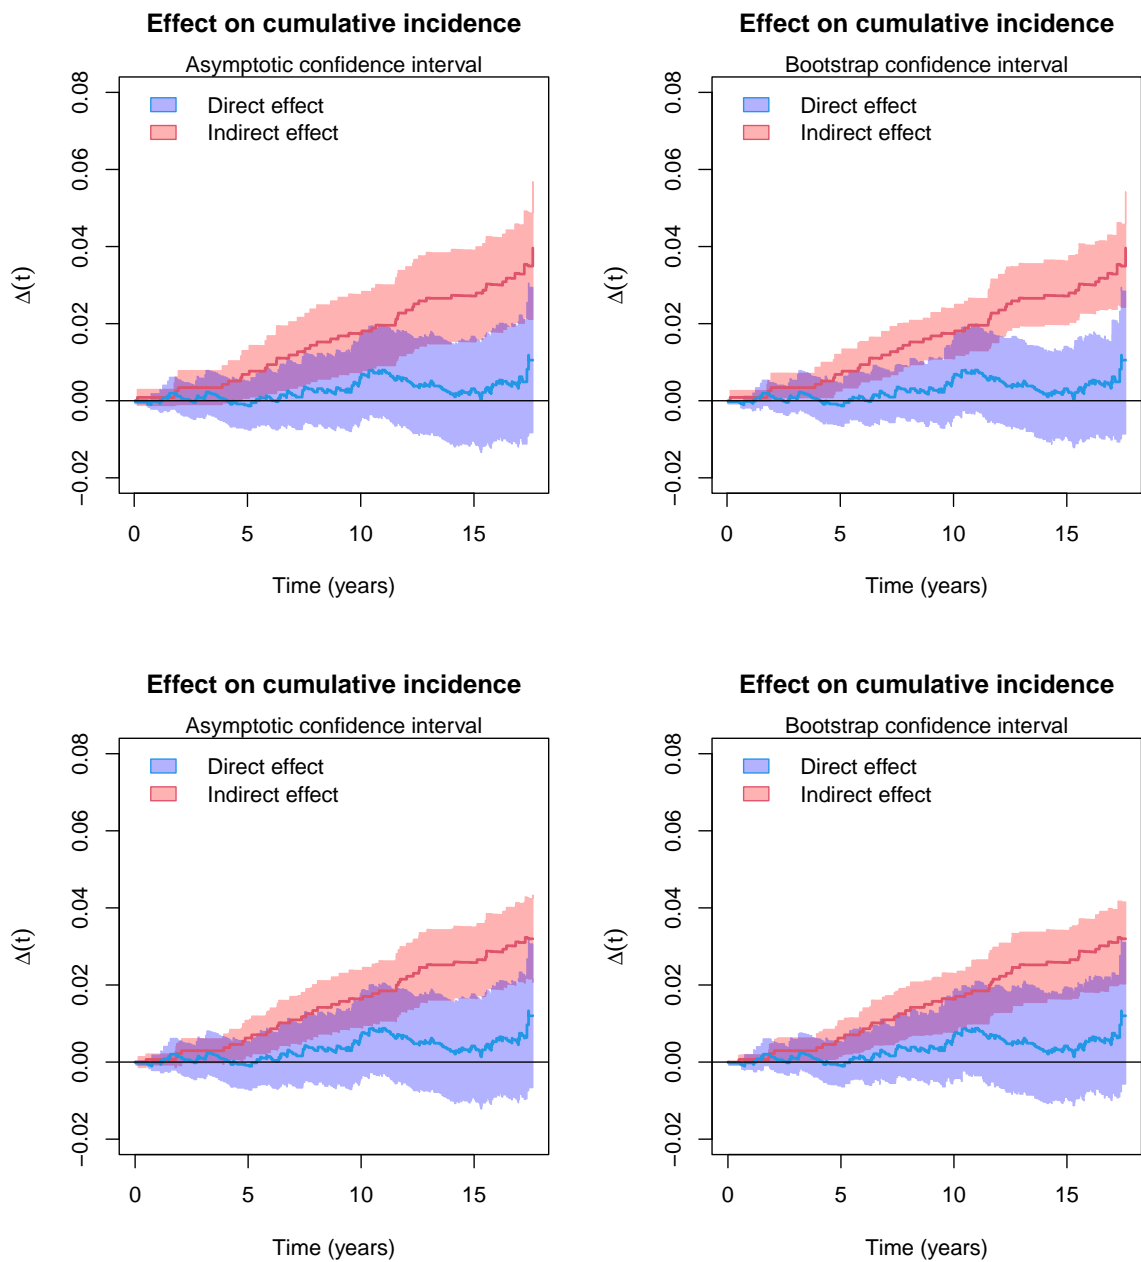 Effect on cumulative incidence
Asymptotic confidence interval
Direct effect
Indirect effect
0.08
0.06
0.04
0.02
0.00
−0.02
Δ(t)
0 5 10 15
Time (years)
Effect on cumulative incidence
Bootstrap confidence interval
Direct effect
Indirect effect
0.08
0.06
0.04
0.02
0.00
−0.02
Δ(t)
0 5 10 15
Time (years)
Effect on cumulative incidence
Asymptotic confidence interval
Direct effect
Indirect effect
0.08
0.06
0.04
0.02
0.00
−0.02
Δ(t)
0 5 10 15
Time (years)
Effect on cumulative incidence
Bootstrap confidence interval
Direct effect
Indirect effect
0.08
0.06
0.04
0.02
0.00
−0.02
Δ(t)
0 5 10 15
Time (years)